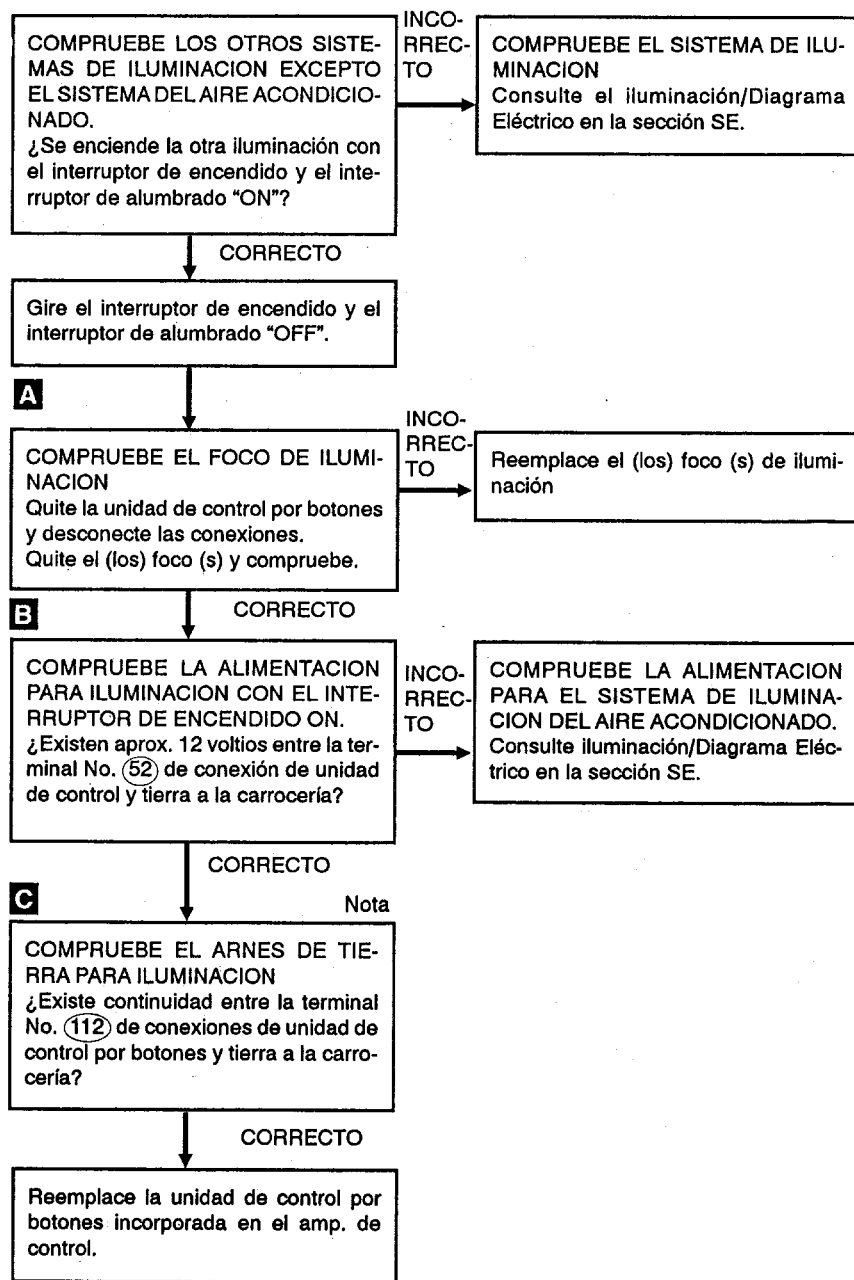 COMPRUEBE LOS OTROS SISTE-
MAS DE ILUMINACION EXCEPTO
EL SISTEMA DEL AIRE ACONDICIO-
NADO.
¿Se enciende la otra iluminación con
el interruptor de encendido y el inte-
rruptor de alumbrado "ON"?
INCO-
RREC-
TO
COMPRUEBE EL SISTEMA DE ILU-
MINACION
Consulte el iluminación/Diagrama
Eléctrico en la sección SE.
CORRECTO
Gire el interruptor de encendido y el
interruptor de alumbrado "OFF".
A
COMPRUEBE EL FOCO DE ILUMI-
NACION
Quite la unidad de control por botones
y desconecte las conexiones.
Quite el (los) foco (s) y compruebe.
INCO-
RREC-
TO
Reemplace el (los) foco (s) de ilumi-
nación
CORRECTO
B
COMPRUEBE LA ALIMENTACION
PARA ILUMINACION CON EL INTE-
RRUPTOR DE ENCENDIDO ON.
¿Existen aprox. 12 voltios entre la ter-
minal No. 52 de conexión de unidad
de control y tierra a la carrocería?
INCO-
RREC-
TO
COMPRUEBE LA ALIMENTACION
PARA EL SISTEMA DE ILUMINA-
CION DEL AIRE ACONDICIONADO.
Consulte iluminación/Diagrama Eléc-
trico en la sección SE.
CORRECTO
C
Nota
COMPRUEBE EL ARNES DE TIE-
RRA PARA ILUMINACION
¿Existe continuidad entre la terminal
No. 112 de conexiones de unidad de
control por botones y tierra a la carro-
cería?
CORRECTO
Reemplace la unidad de control por
botones incorporada en el amp. de
control.